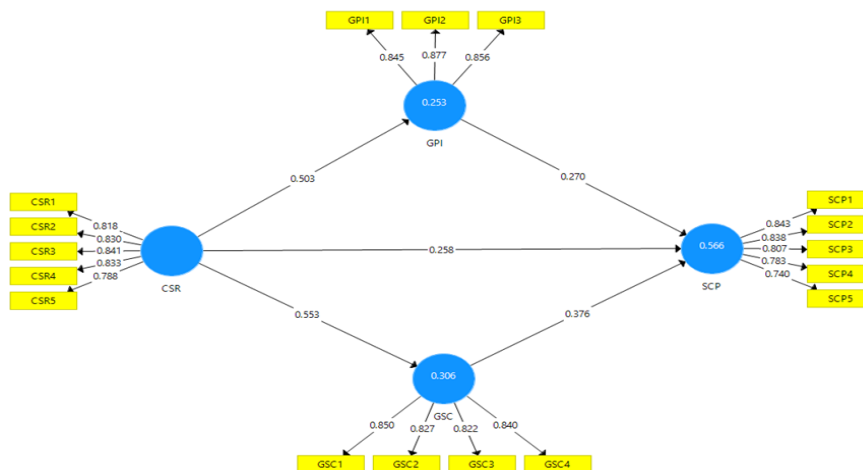 GPI1 GPI2 GPI3
0.845 0.877 0.856
0.253
GPI
0.503 0.270
CSR1
CSR2
CSR3
CSR4
CSR5
0.818
0.830
0.841
0.833
0.788
CSR
0.258
0.566
SCP
0.843
0.838
0.807
0.783
0.740
SCP1
SCP2
SCP3
SCP4
SCP5
0.553 0.376
0.306
GSC
0.850 0.827 0.822 0.840
GSC1 GSC2 GSC3 GSC4